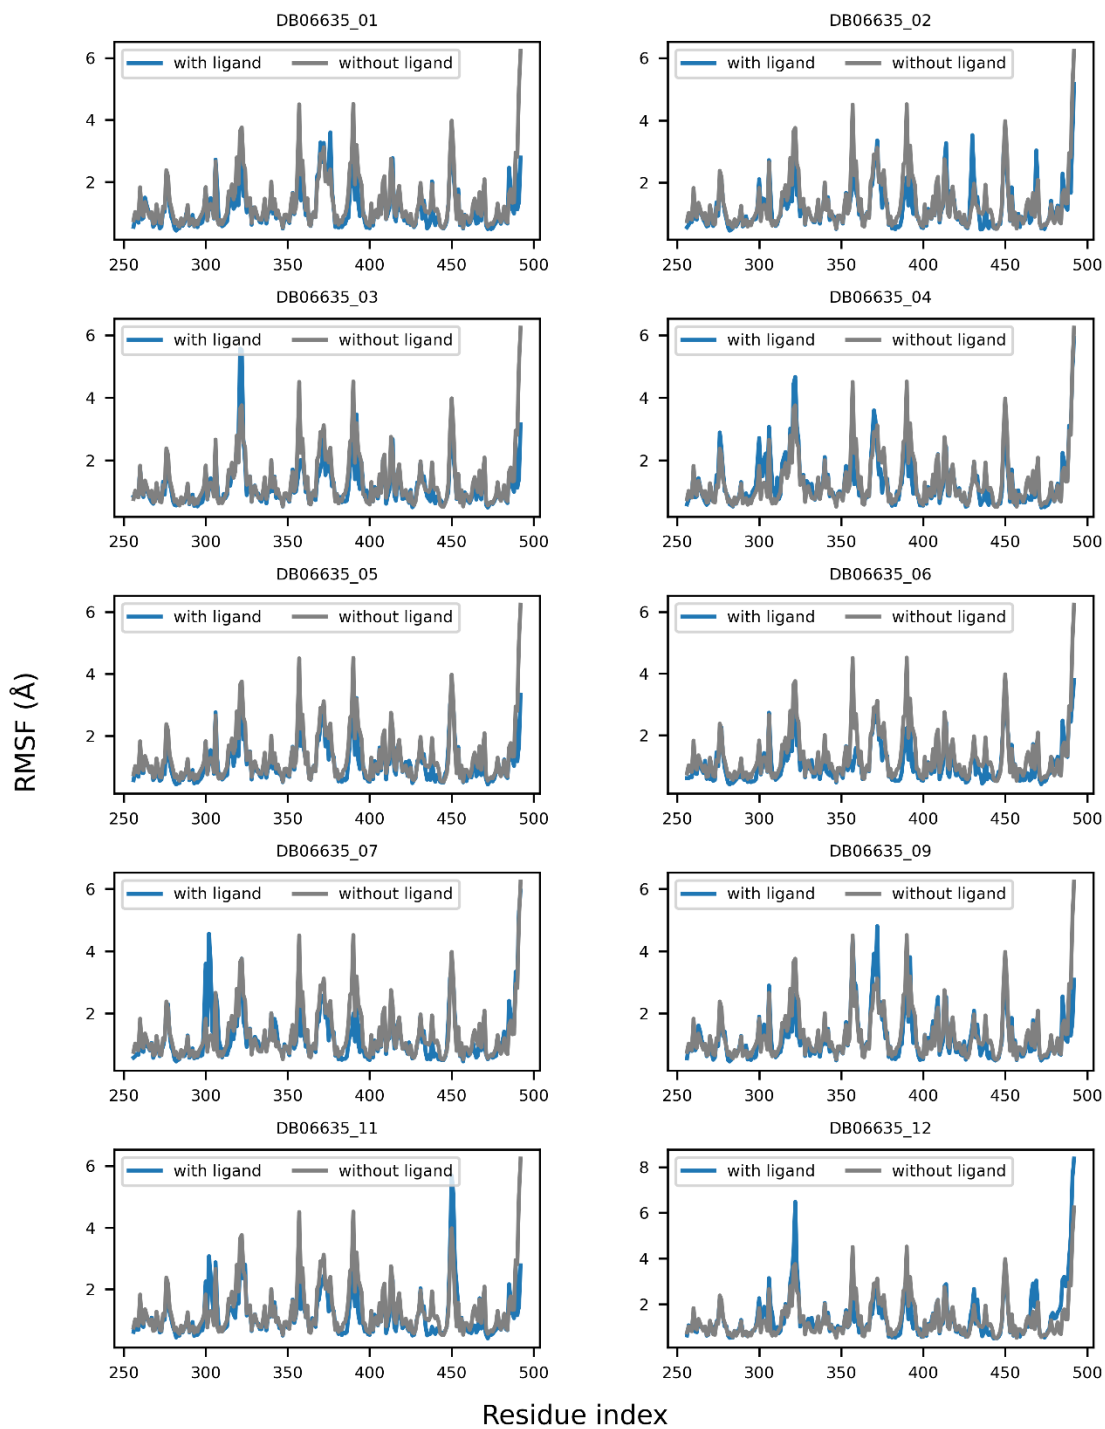 DB06635_01
6
4
2
with ligand
without ligand
250 300 350 400 450 500
DB06635_02
6
4
2
with ligand
without ligand
250 300 350 400 450 500
DB06635_03
6
4
2
with ligand
without ligand
250 300 350 400 450 500
DB06635_04
6
4
2
with ligand
without ligand
250 300 350 400 450 500
DB06635_05
6
4
2
with ligand
without ligand
250 300 350 400 450 500
DB06635_06
6
4
2
with ligand
without ligand
250 300 350 400 450 500
DB06635_07
6
4
2
with ligand
without ligand
250 300 350 400 450 500
DB06635_09
6
4
2
with ligand
without ligand
250 300 350 400 450 500
DB06635_11
6
4
2
with ligand
without ligand
250 300 350 400 450 500
DB06635_12
8
6
4
2
with ligand
without ligand
250 300 350 400 450 500
RMSF (Å)
Residue index